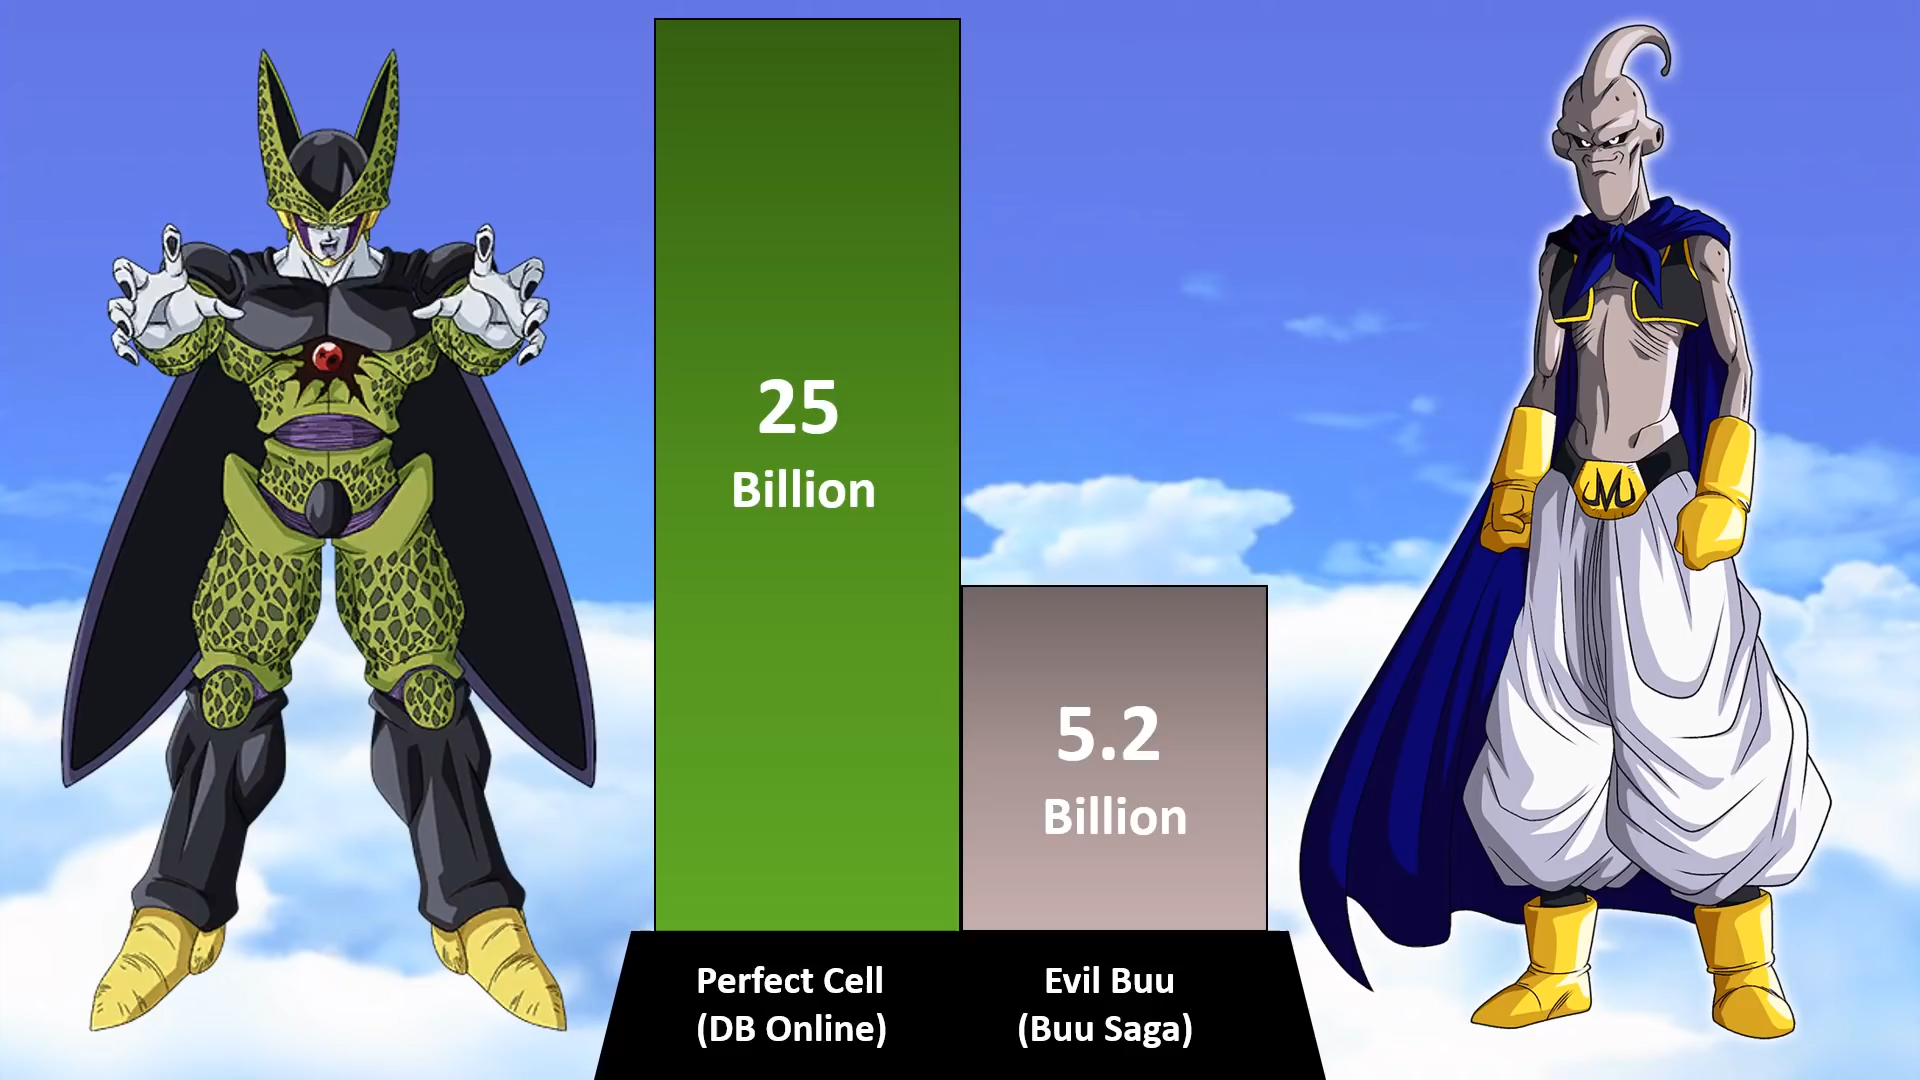 25
Billion
5.2
Billion
Perfect Cell
(DB Online)
Evil Buu
(Buu Saga)